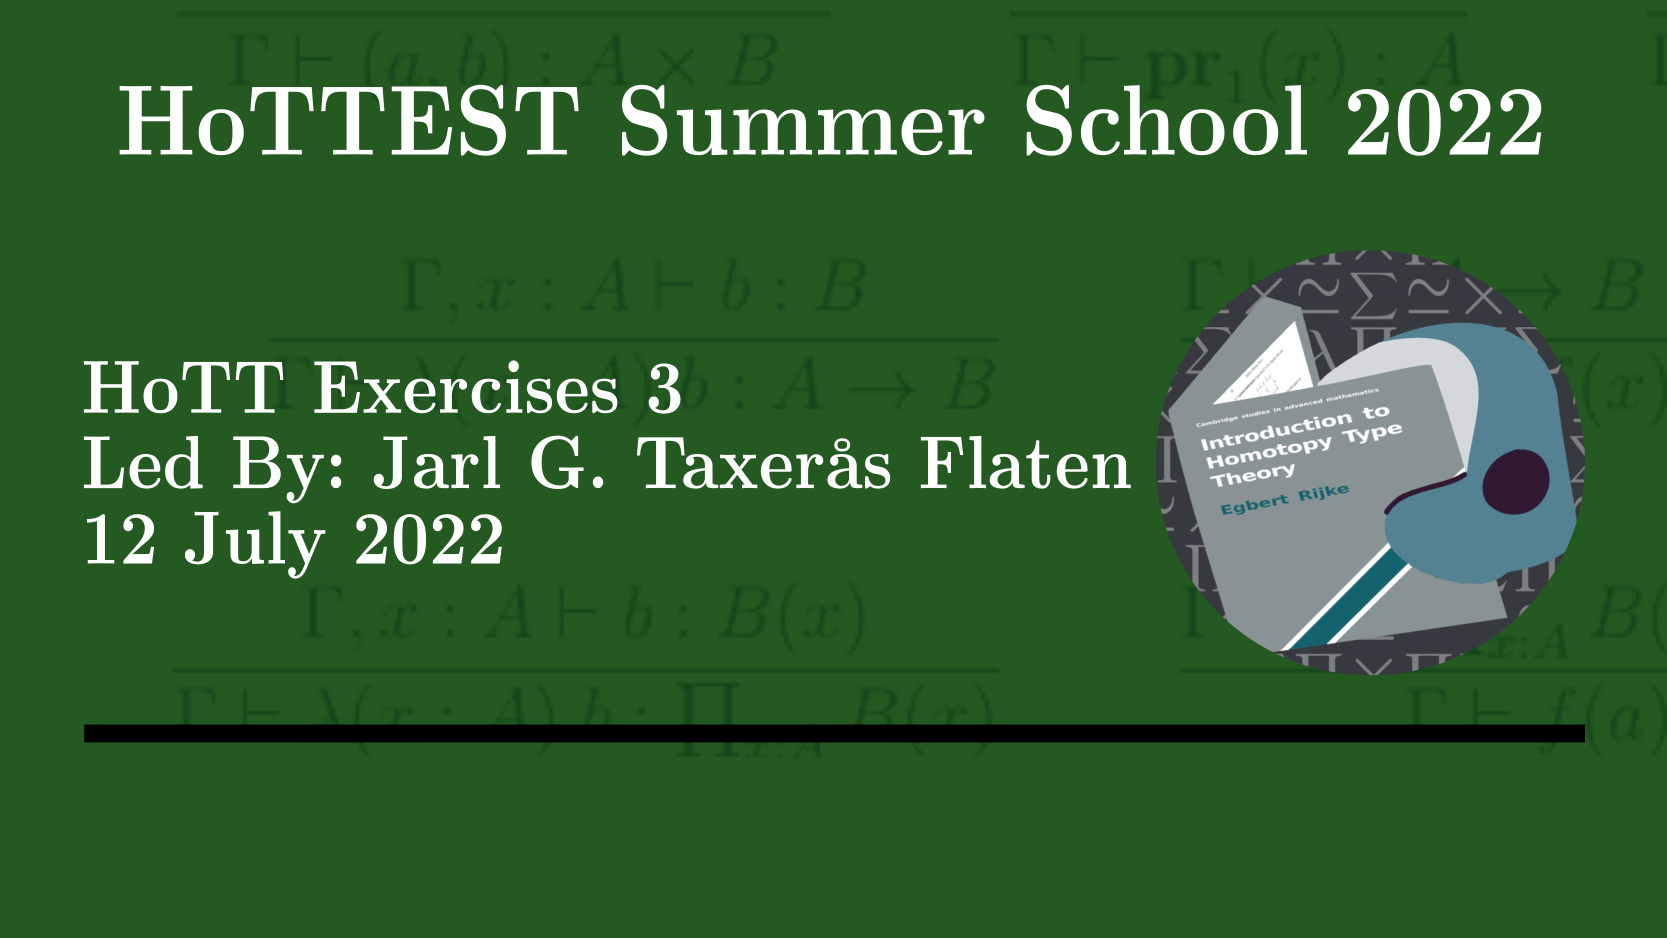 Γ ⊢ (a, b) : A × B
Γ ⊢ pr₁(x) : A
HoTTEST Summer School 2022
Γ, x : A ⊢ b : B
HoTT Exercises 3
Led By: Jarl G. Taxerås Flaten
12 July 2022
Cambridge studies in advanced mathematics
Introduction to
Homotopy Type
Theory
Egbert Rijke
Γ, x : A ⊢ b : B(x)